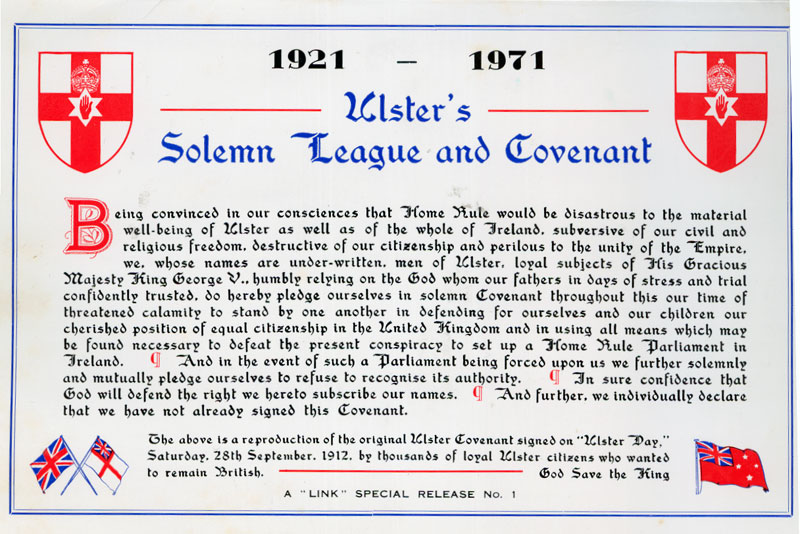 1921 — 1971
Ulster's
Solemn League and Covenant
Being convinced in our consciences that Home Rule would be disastrous to the material
well-being of Ulster as well as of the whole of Ireland, subversive of our civil and
religious freedom, destructive of our citizenship and perilous to the unity of the Empire,
we, whose names are under-written, men of Ulster, loyal subjects of His Gracious
Majesty King George V., humbly relying on the God whom our fathers in days of stress and trial
confidently trusted, do hereby pledge ourselves in solemn Covenant throughout this our time of
threatened calamity to stand by one another in defending for ourselves and our children our
cherished position of equal citizenship in the United Kingdom and in using all means which may
be found necessary to defeat the present conspiracy to set up a Home Rule Parliament in
Ireland. ¶ And in the event of such a Parliament being forced upon us we further solemnly
and mutually pledge ourselves to refuse to recognise its authority. ¶ In sure confidence that
God will defend the right we hereto subscribe our names. ¶ And further, we individually declare
that we have not already signed this Covenant.
The above is a reproduction of the original Ulster Covenant signed on "Ulster Day,"
Saturday, 28th September, 1912, by thousands of loyal Ulster citizens who wanted
to remain British. God Save the King
A "LINK" SPECIAL RELEASE No. 1